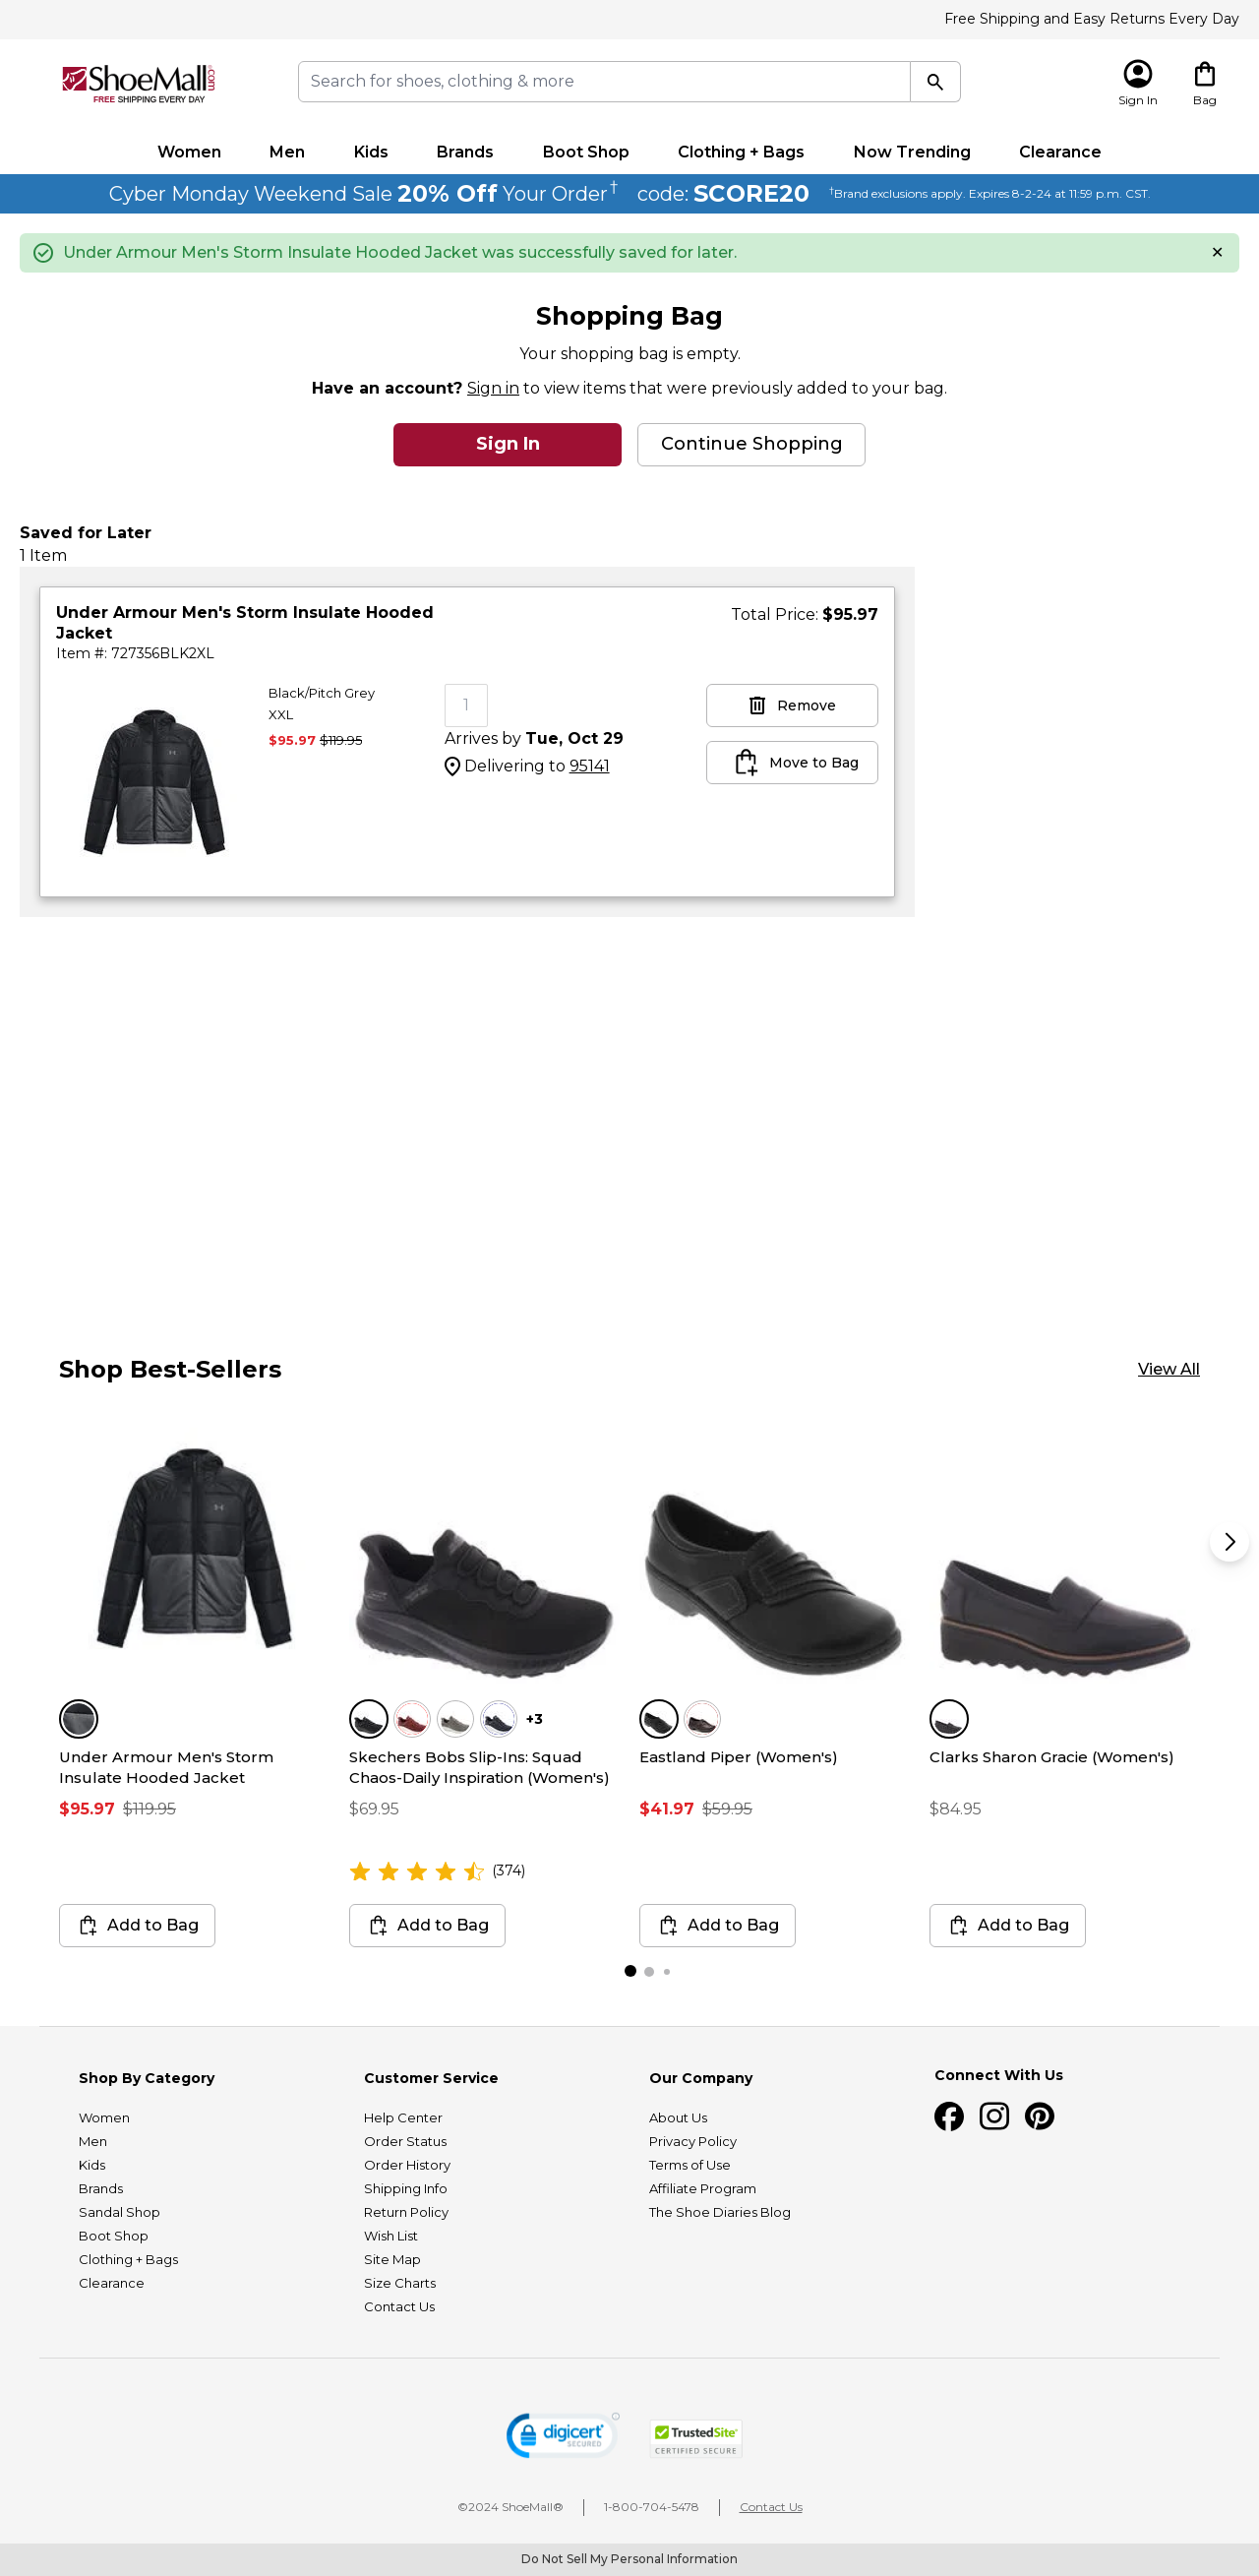 Free Shipping and Easy Returns Every Day
ShoeMall.com
FREE SHIPPING EVERY DAY
Search for shoes, clothing & more
Sign In
Bag
Women Men Kids Brands Boot Shop Clothing + Bags Now Trending Clearance
Cyber Monday Weekend Sale 20% Off Your Order† code: SCORE20 †Brand exclusions apply. Expires 8-2-24 at 11:59 p.m. CST.
Under Armour Men's Storm Insulate Hooded Jacket was successfully saved for later.
Shopping Bag
Your shopping bag is empty.
Have an account? Sign in to view items that were previously added to your bag.
Sign In
Continue Shopping
Saved for Later
1 Item
Under Armour Men's Storm Insulate Hooded
Jacket
Item #: 727356BLK2XL
Total Price: $95.97
Black/Pitch Grey
XXL
$95.97 $119.95
1
Arrives by Tue, Oct 29
Delivering to 95141
Remove
Move to Bag
Shop Best-Sellers
View All
Under Armour Men's Storm
Insulate Hooded Jacket
$95.97 $119.95
Add to Bag
+3
Skechers Bobs Slip-Ins: Squad
Chaos-Daily Inspiration (Women's)
$69.95
(374)
Add to Bag
Eastland Piper (Women's)
$41.97 $59.95
Add to Bag
Clarks Sharon Gracie (Women's)
$84.95
Add to Bag
Shop By Category
Women
Men
Kids
Brands
Sandal Shop
Boot Shop
Clothing + Bags
Clearance
Customer Service
Help Center
Order Status
Order History
Shipping Info
Return Policy
Wish List
Site Map
Size Charts
Contact Us
Our Company
About Us
Privacy Policy
Terms of Use
Affiliate Program
The Shoe Diaries Blog
Connect With Us
digicert
SECURED
TrustedSite
CERTIFIED SECURE
©2024 ShoeMall®
1-800-704-5478
Contact Us
Do Not Sell My Personal Information